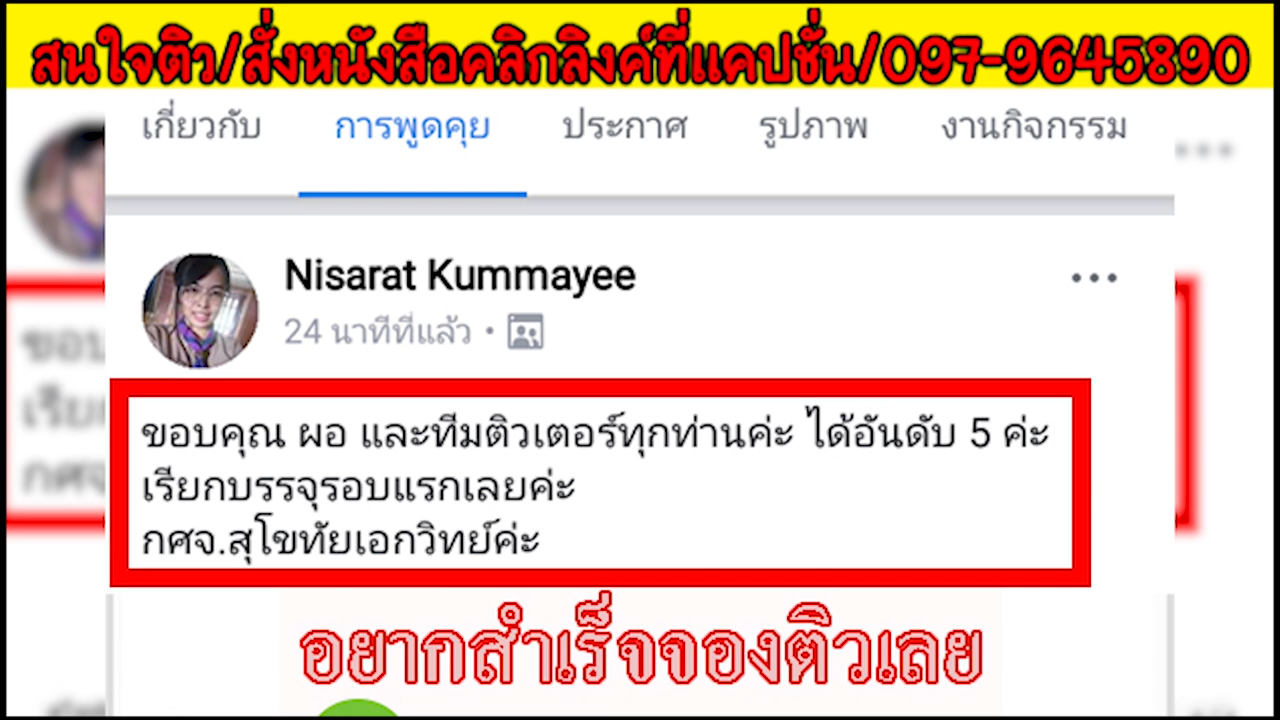 สนใจติว/สั่งหนังสือคลิกลิงค์ที่แคปชั่น/097-9645890
เกี่ยวกับ การพูดคุย ประกาศ รูปภาพ งานกิจกรรม
Nisarat Kummayee
24 นาทีที่แล้ว
ขอบคุณ ผอ และทีมติวเตอร์ทุกท่านค่ะ ได้อันดับ 5 ค่ะ
เรียกบรรจุรอบแรกเลยค่ะ
กศจ.สุโขทัยเอกวิทย์ค่ะ
อยากสำเร็จจองติวเลย